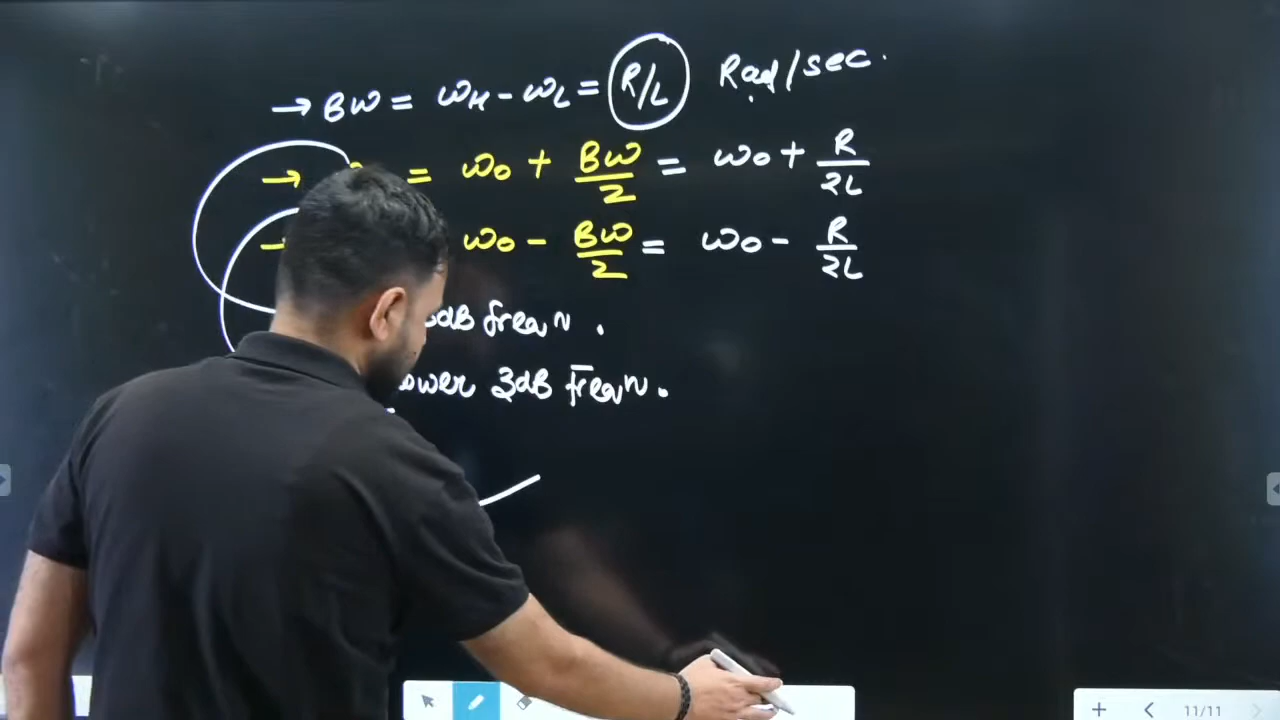 → BW = ωH - ωL = R/L Rad/sec.
→ = ω0 + BW/2 = ω0 + R/2L
ω0 - BW/2 = ω0 - R/2L
3dB freqn.
Lower 3dB freqn.
11/11